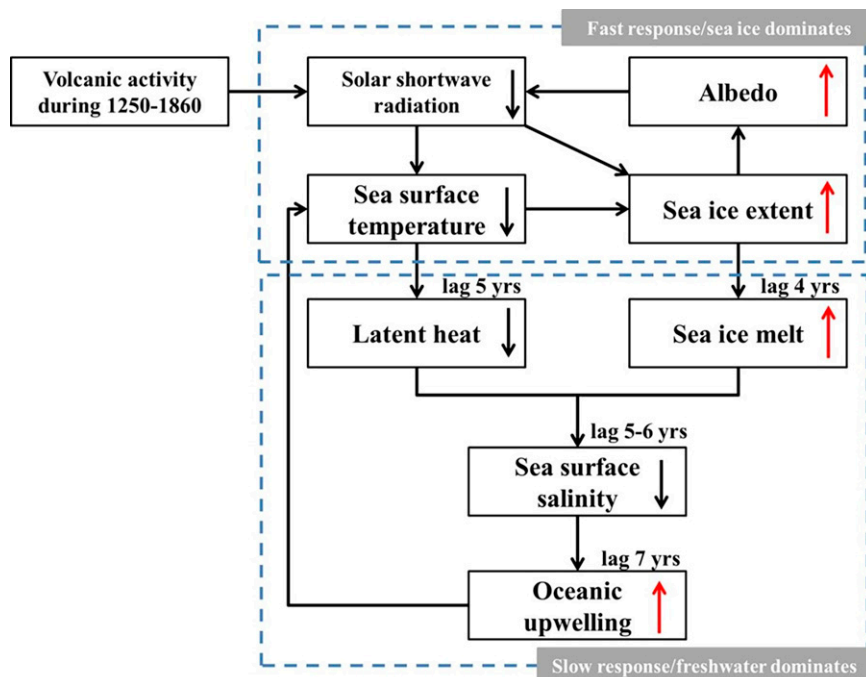 Fast response/sea ice dominates
Volcanic activity
during 1250-1860
Solar shortwave
radiation
Albedo
Sea surface
temperature
Sea ice extent
lag 5 yrs
lag 4 yrs
Latent heat
Sea ice melt
lag 5-6 yrs
Sea surface
salinity
lag 7 yrs
Oceanic
upwelling
Slow response/freshwater dominates